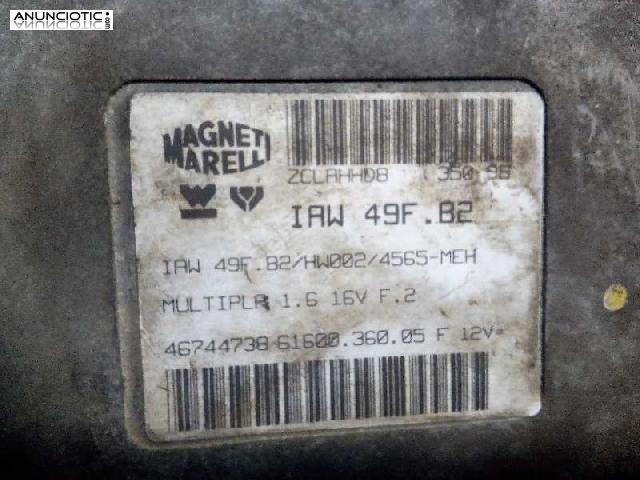 ANUNCIOTIC.com
MAGNETI
MARELLI
ZCLAHHD8 350 98
IAW 49F.B2
IAW 49F.B2/HW002/4565-MEH
MULTIPLA 1.6 16V F.2
46744738 61600.360.05 F 12V